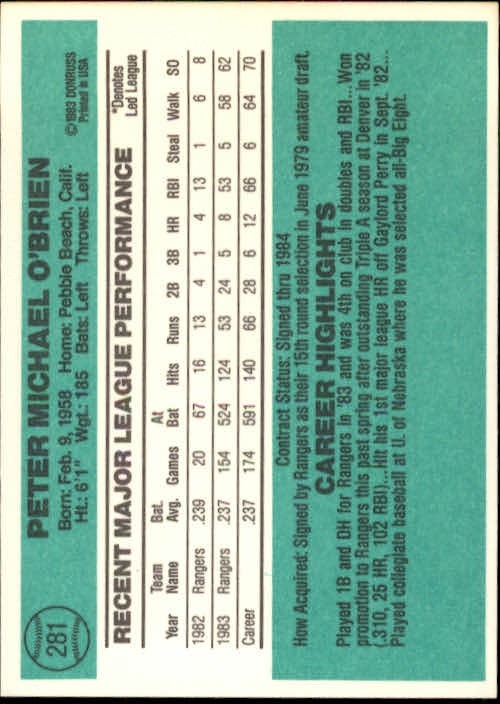 281
PETER MICHAEL O'BRIEN
Born: Feb. 9, 1958 Home: Pebble Beach, Calif.
Ht.: 6'1" Wgt.: 185 Bats: Left Throws: Left
©1983 DONRUSS
Printed in USA
RECENT MAJOR LEAGUE PERFORMANCE
*Denotes
Led League
Year Team Name Bat. Avg. Games At Bat Hits Runs 2B 3B HR RBI Steal Walk SO
1982 Rangers .239 20 67 16 13 4 1 4 13 1 6 8
1983 Rangers .237 154 524 124 53 24 5 8 53 5 58 62
Career .237 174 591 140 66 28 6 12 66 6 64 70
Contract Status: Signed thru 1984
How Acquired: Signed by Rangers as their 15th round selection in June 1979 amateur draft.
CAREER HIGHLIGHTS
Played 1B and DH for Rangers in '83 and was 4th on club in doubles and RBI...Won
promotion to Rangers this past spring after outstanding Triple A season at Denver in '82
(.310, 25 HR, 102 RBI)...Hit his 1st major league HR off Gaylord Perry in Sept. '82...
Played collegiate baseball at U. of Nebraska where he was selected all-Big Eight.